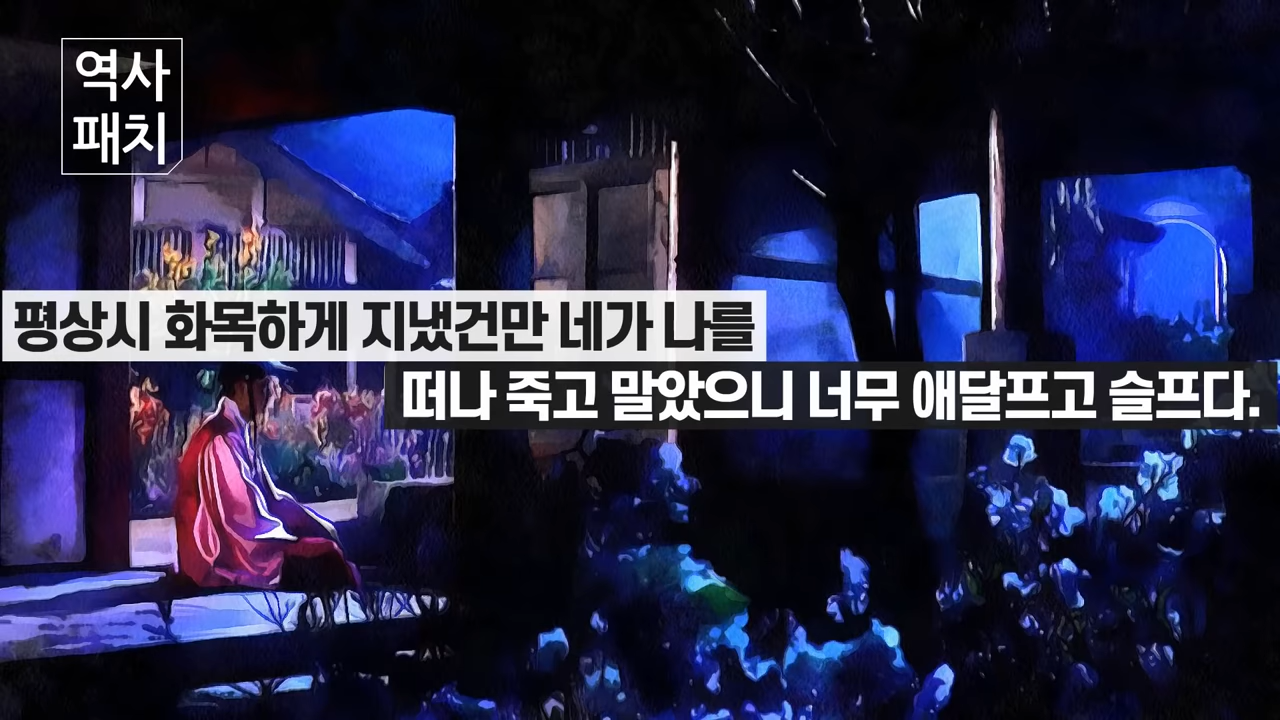 역사
패치
평상시 화목하게 지냈건만 네가 나를
떠나 죽고 말았으니 너무 애달프고 슬프다.